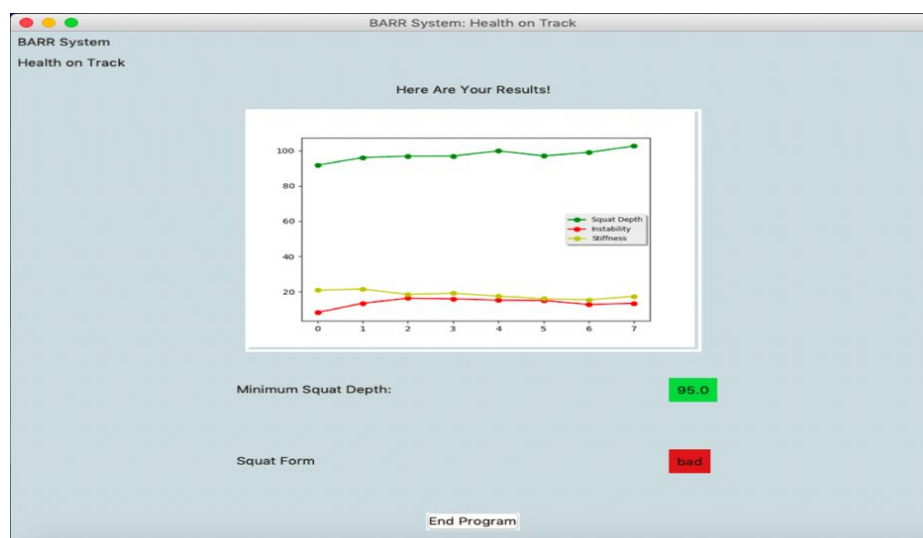 BARR System: Health on Track
BARR System
Health on Track
Here Are Your Results!
100
80
60
40
20
0 1 2 3 4 5 6 7
Squat Depth
Instability
Stiffness
Minimum Squat Depth: 95.0
Squat Form bad
End Program